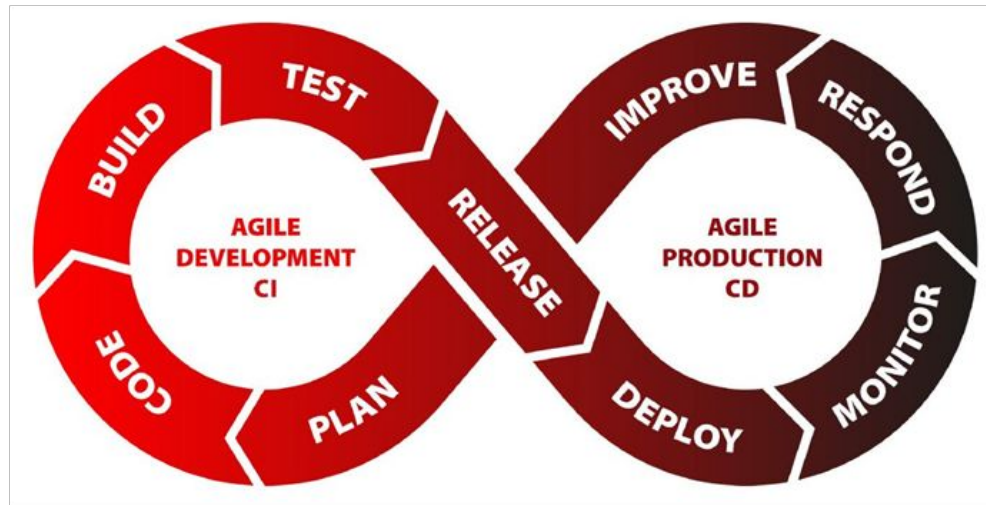 PLAN
CODE
BUILD
TEST
RELEASE
DEPLOY
MONITOR
RESPOND
IMPROVE
AGILE
DEVELOPMENT
CI
AGILE
PRODUCTION
CD